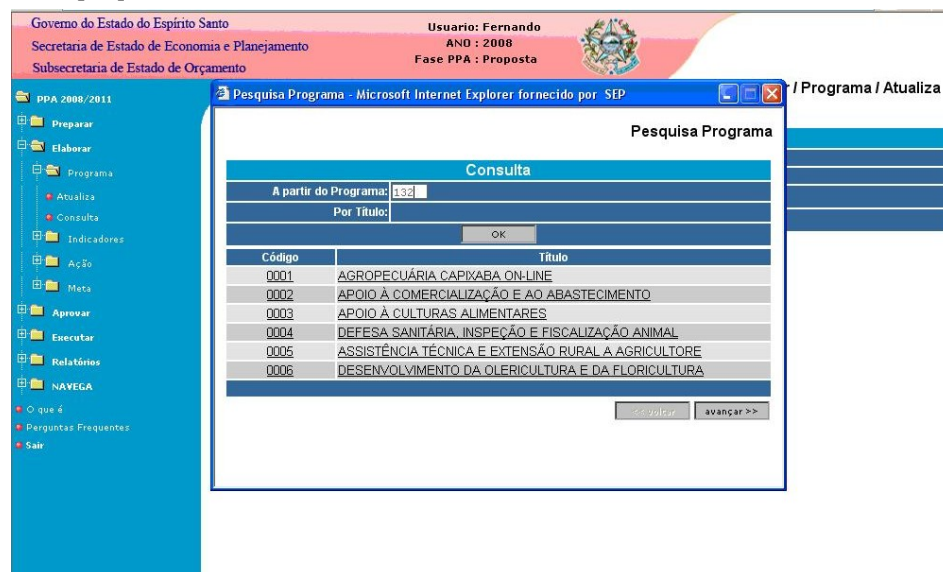 Governo do Estado do Espírito Santo
Secretaria de Estado de Economia e Planejamento
Subsecretaria de Estado de Orçamento
Usuario: Fernando
ANO : 2008
Fase PPA : Proposta
PPA 2008/2011
Preparar
Elaborar
Programa
Atualiza
Consulta
Indicadores
Ação
Meta
Aprovar
Executar
Relatórios
NAVEGA
O que é
Perguntas Frequentes
Sair
/ Programa / Atualiza
Pesquisa Programa - Microsoft Internet Explorer fornecido por SEP
Pesquisa Programa
Consulta
A partir do Programa: 132
Por Título:
OK
Código Título
0001 AGROPECUÁRIA CAPIXABA ON-LINE
0002 APOIO À COMERCIALIZAÇÃO E AO ABASTECIMENTO
0003 APOIO À CULTURAS ALIMENTARES
0004 DEFESA SANITÁRIA, INSPEÇÃO E FISCALIZAÇÃO ANIMAL
0005 ASSISTÊNCIA TÉCNICA E EXTENSÃO RURAL A AGRICULTORE
0006 DESENVOLVIMENTO DA OLERICULTURA E DA FLORICULTURA
<< voltar avançar >>